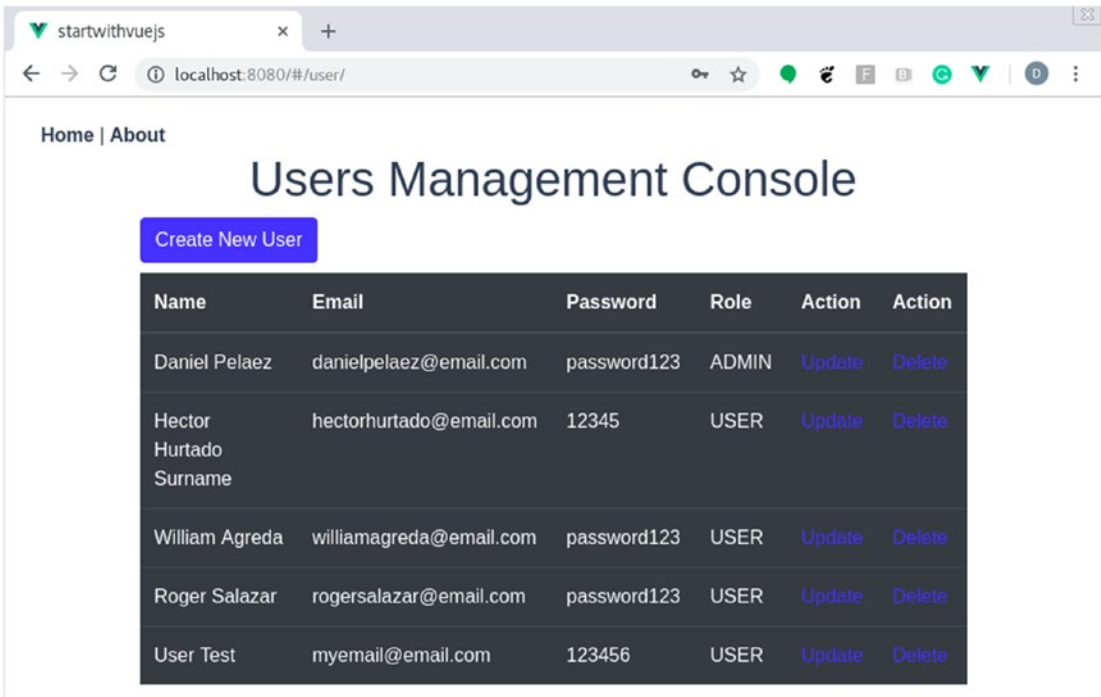 startwithvuejs
localhost:8080/#/user/
D
Home | About
Users Management Console
Create New User
Name Email Password Role Action Action
Daniel Pelaez danielpelaez@email.com password123 ADMIN Update Delete
Hector Hurtado Surname hectorhurtado@email.com 12345 USER Update Delete
William Agreda williamagreda@email.com password123 USER Update Delete
Roger Salazar rogersalazar@email.com password123 USER Update Delete
User Test myemail@email.com 123456 USER Update Delete